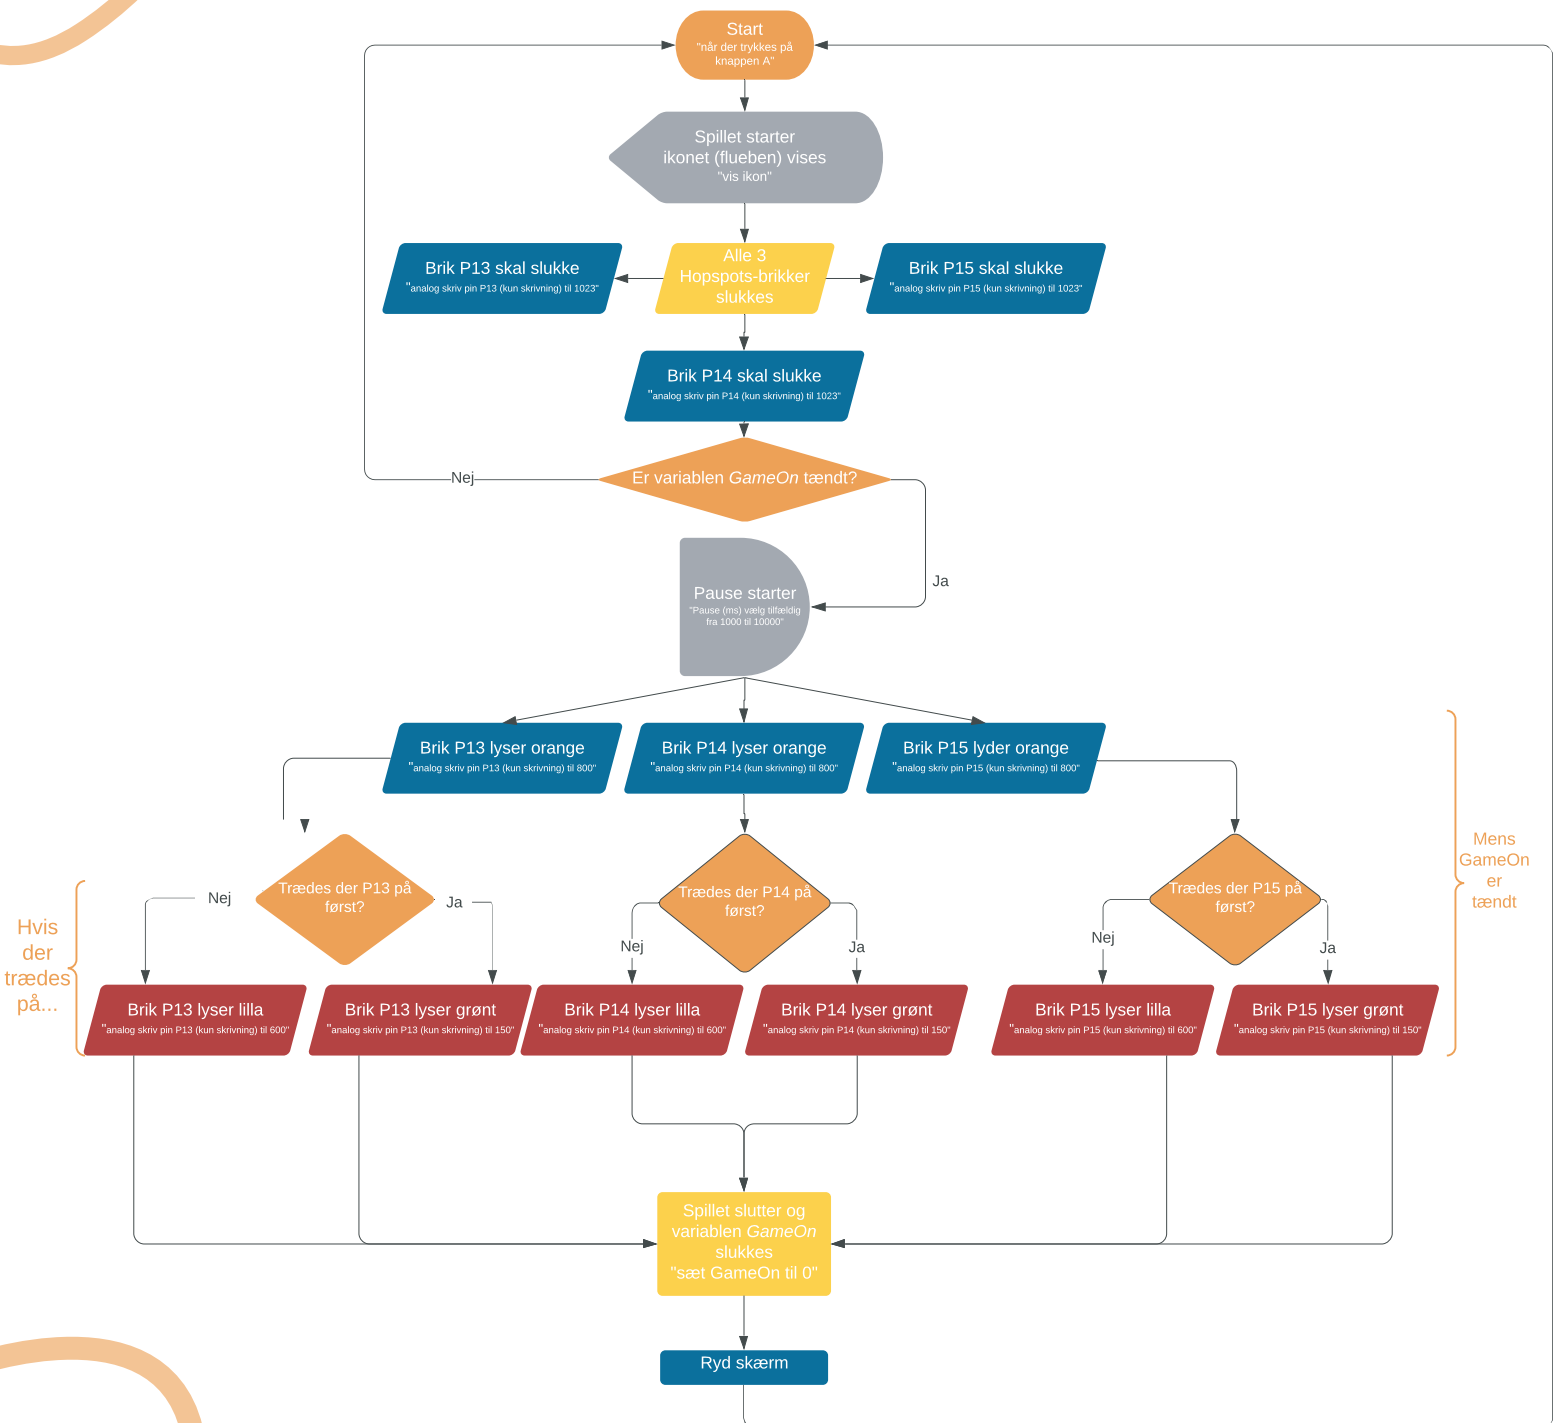 Start
"når der trykkes på
knappen A"
Spillet starter
ikonet (flueben) vises
"vis ikon"
Brik P13 skal slukke
"analog skriv pin P13 (kun skrivning) til 1023"
Alle 3
Hopspots-brikker
slukkes
Brik P15 skal slukke
"analog skriv pin P15 (kun skrivning) til 1023"
Brik P14 skal slukke
"analog skriv pin P14 (kun skrivning) til 1023"
Er variablen GameOn tændt?
Nej
Ja
Pause starter
"Pause (ms) vælg tilfældig
fra 1000 til 10000"
Brik P13 lyser orange
"analog skriv pin P13 (kun skrivning) til 800"
Brik P14 lyser orange
"analog skriv pin P14 (kun skrivning) til 800"
Brik P15 lyder orange
"analog skriv pin P15 (kun skrivning) til 800"
Mens
GameOn
er
tændt
Trædes der P13 på
først?
Nej
Ja
Trædes der P14 på
først?
Nej
Ja
Trædes der P15 på
først?
Nej
Ja
Hvis
der
trædes
på...
Brik P13 lyser lilla
"analog skriv pin P13 (kun skrivning) til 600"
Brik P13 lyser grønt
"analog skriv pin P13 (kun skrivning) til 150"
Brik P14 lyser lilla
"analog skriv pin P14 (kun skrivning) til 600"
Brik P14 lyser grønt
"analog skriv pin P14 (kun skrivning) til 150"
Brik P15 lyser lilla
"analog skriv pin P15 (kun skrivning) til 600"
Brik P15 lyser grønt
"analog skriv pin P15 (kun skrivning) til 150"
Spillet slutter og
variablen GameOn
slukkes
"sæt GameOn til 0"
Ryd skærm